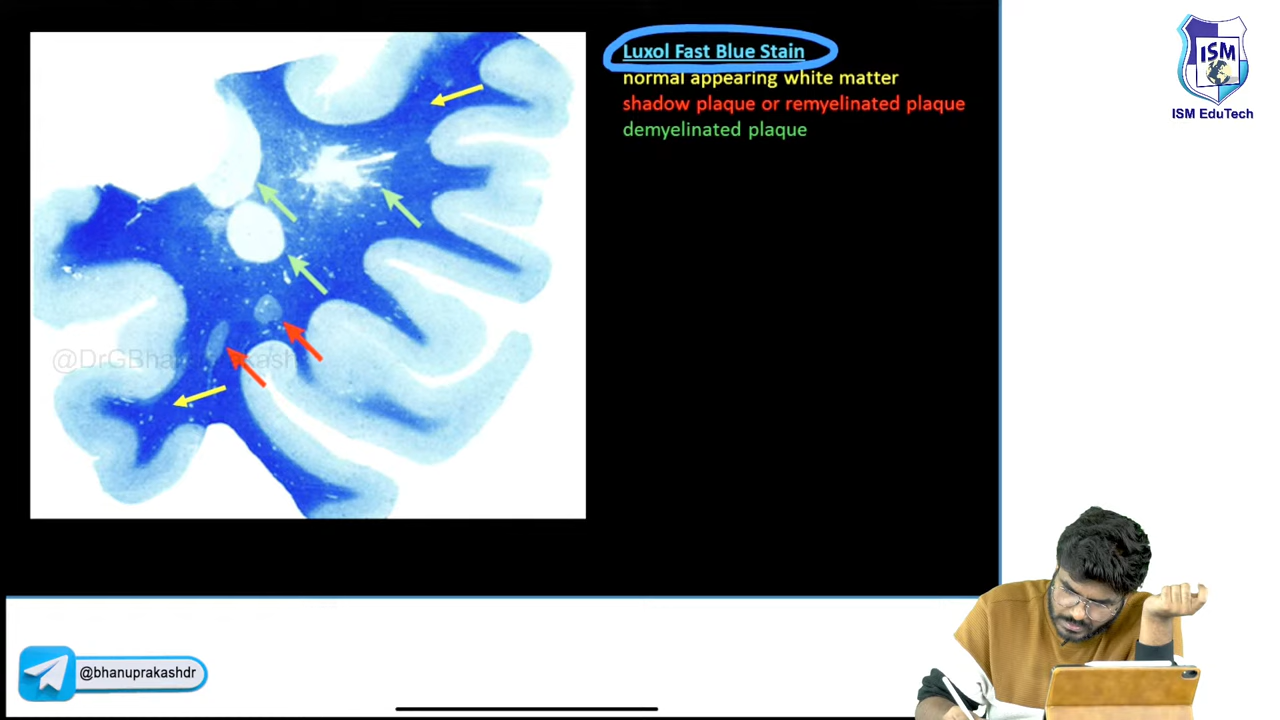 Luxol Fast Blue Stain
normal appearing white matter
shadow plaque or remyelinated plaque
demyelinated plaque
ISM
ISM EduTech
@DrGBhanuprakash
@bhanuprakashdr